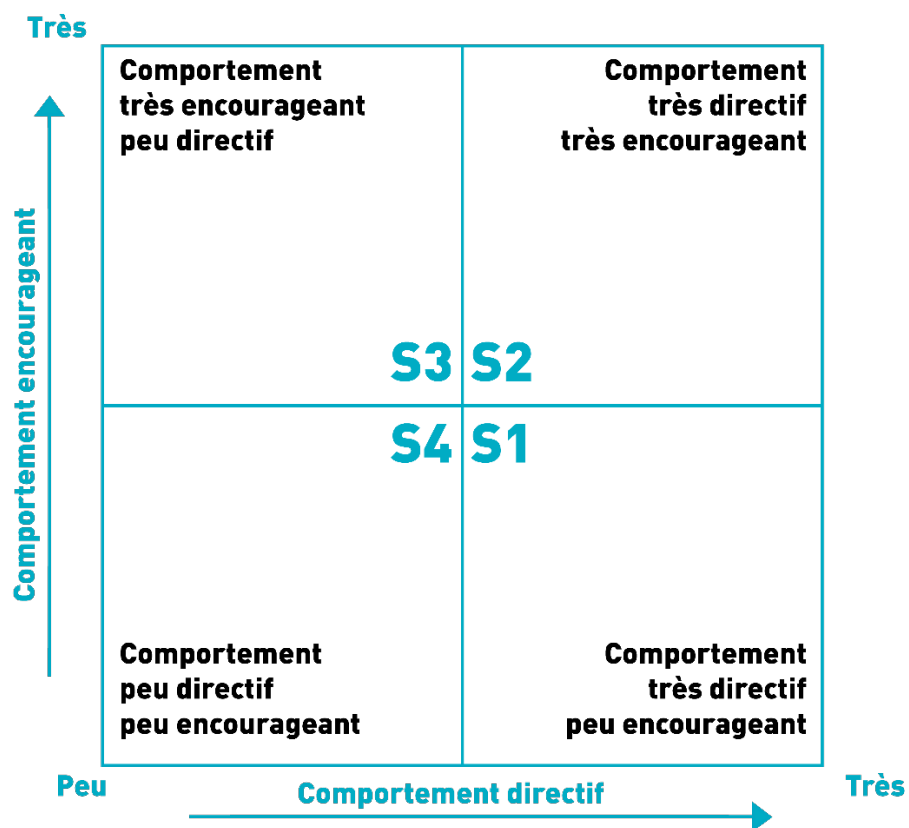 Très
Comportement
très encourageant
peu directif
Comportement
très directif
très encourageant
Comportement encourageant
S3
S2
S4
S1
Comportement
peu directif
peu encourageant
Comportement
très directif
peu encourageant
Peu
Comportement directif
Très